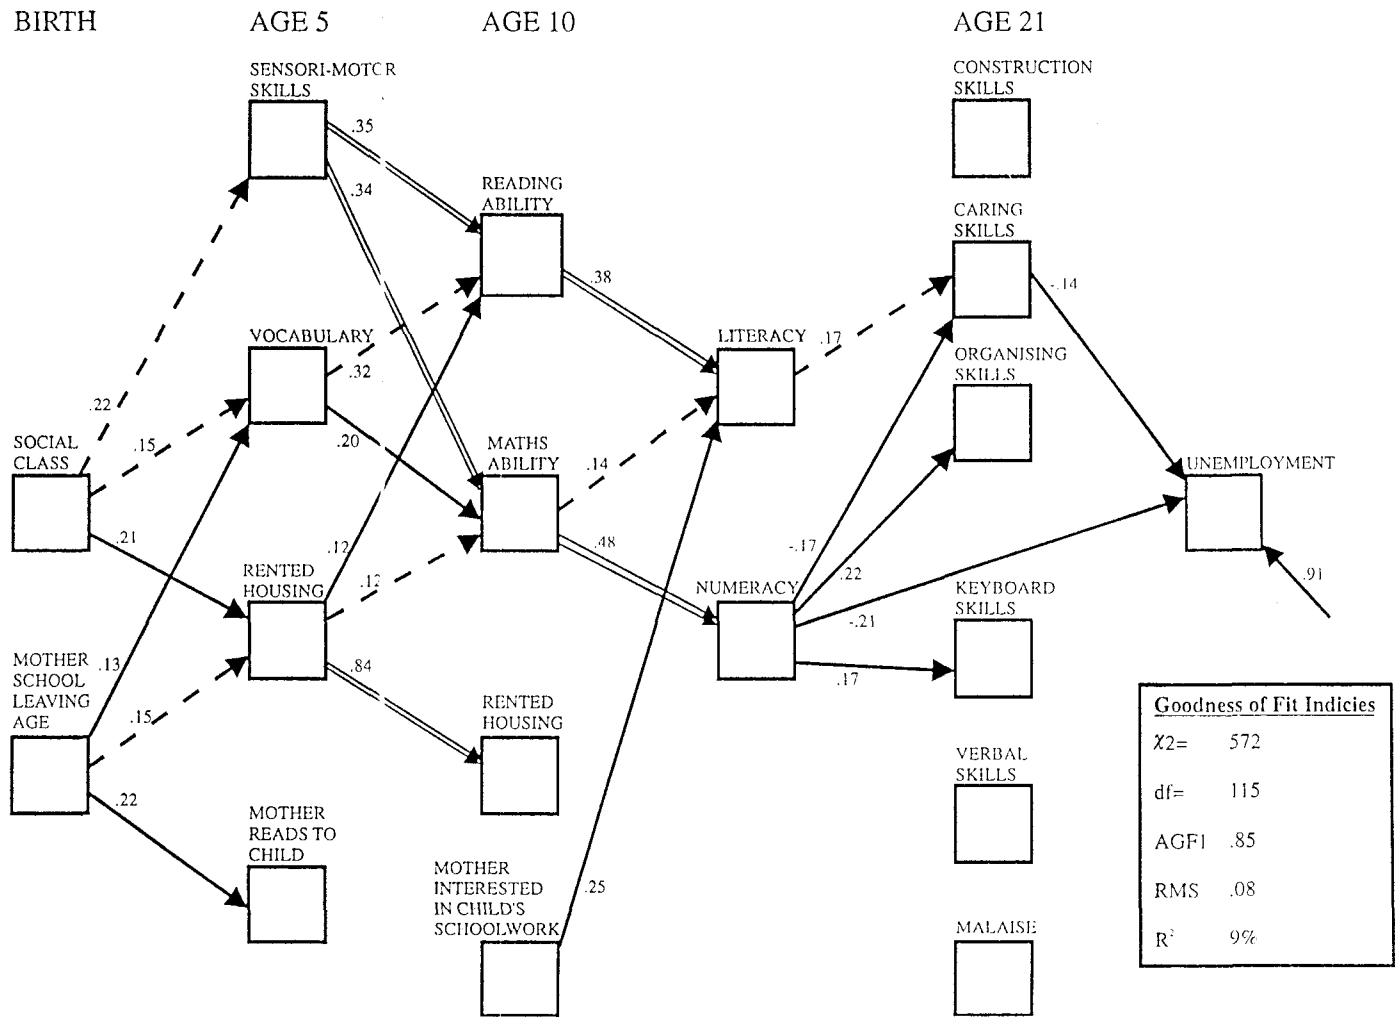 BIRTH
AGE 5
AGE 10
AGE 21
SENSORI-MOTOR
SKILLS
CONSTRUCTION
SKILLS
.35
.34
READING
ABILITY
CARING
SKILLS
.38
-.14
VOCABULARY
.32
LITERACY
.17
ORGANISING
SKILLS
.22
.15
.20
SOCIAL
CLASS
MATHS
ABILITY
.14
UNEMPLOYMENT
.21
.12
.48
-.17
.22
.91
RENTED
HOUSING
.12
NUMERACY
-.21
KEYBOARD
SKILLS
.17
MOTHER
SCHOOL
LEAVING
AGE
.13
.15
.84
RENTED
HOUSING
.22
VERBAL
SKILLS
MOTHER
READS TO
CHILD
MOTHER
INTERESTED
IN CHILD'S
SCHOOLWORK
.25
MALAISE
Goodness of Fit Indicies
χ2= 572
df= 115
AGFI .85
RMS .08
R² 9%